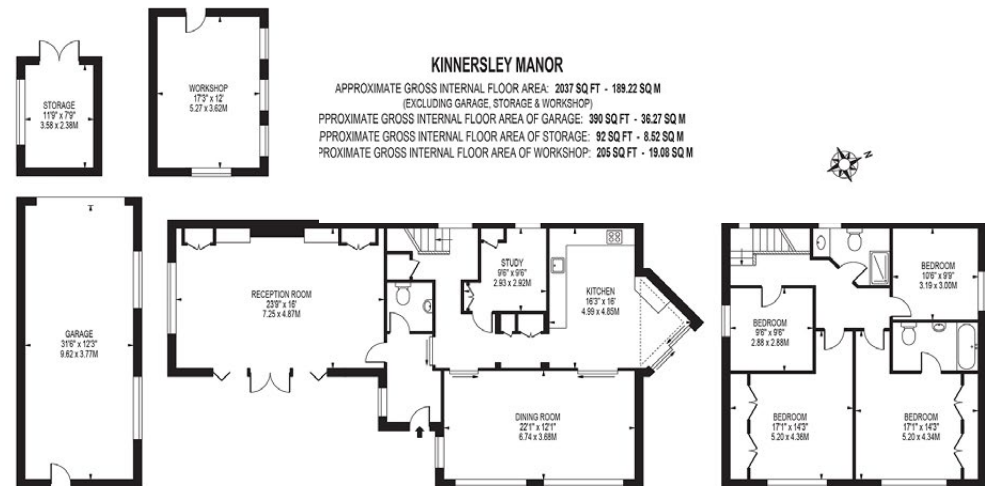 KINNERSLEY MANOR
APPROXIMATE GROSS INTERNAL FLOOR AREA: 2037 SQ FT - 189.22 SQ M
(EXCLUDING GARAGE, STORAGE & WORKSHOP)
PPROXIMATE GROSS INTERNAL FLOOR AREA OF GARAGE: 390 SQ FT - 36.27 SQ M
PPROXIMATE GROSS INTERNAL FLOOR AREA OF STORAGE: 92 SQ FT - 8.52 SQ M
PROXIMATE GROSS INTERNAL FLOOR AREA OF WORKSHOP: 205 SQ FT - 19.08 SQ M
STORAGE
11'9" x 7'9"
3.58 x 2.38M
WORKSHOP
17'3" x 12'
5.27 x 3.62M
N
GARAGE
31'6" x 12'3"
9.62 x 3.77M
RECEPTION ROOM
23'9" x 16'
7.25 x 4.87M
STUDY
9'6" x 9'6"
2.93 x 2.92M
KITCHEN
16'3" x 16'
4.99 x 4.85M
DINING ROOM
22'1" x 12'1"
6.74 x 3.68M
BEDROOM
10'6" x 9'9"
3.19 x 3.00M
BEDROOM
9'6" x 9'6"
2.88 x 2.88M
BEDROOM
17'1" x 14'3"
5.20 x 4.36M
BEDROOM
17'1" x 14'3"
5.20 x 4.34M